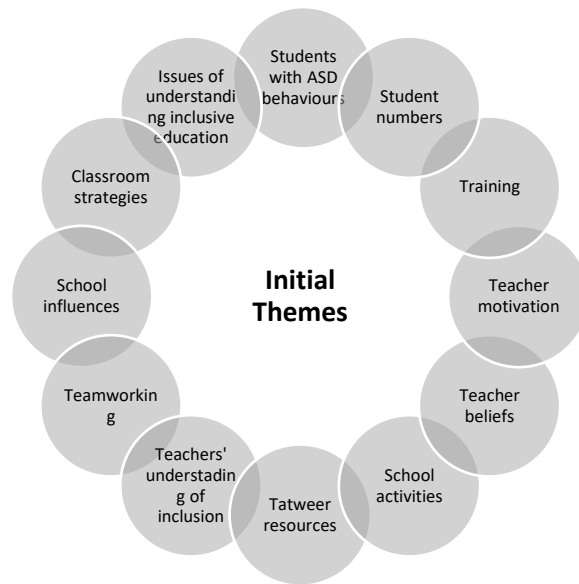 Students
with ASD
behaviours
Student
numbers
Training
Teacher
motivation
Teacher
beliefs
School
activities
Tatweer
resources
Teachers'
understadin
g of
inclusion
Teamworkin
g
School
influences
Classroom
strategies
Issues of
understandi
ng inclusive
education
Initial
Themes